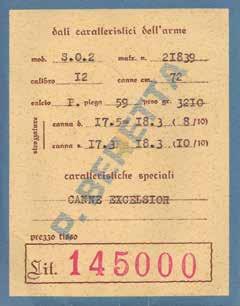 dati caratteristici dell'arme
mod. S.O.2 matr. n. 21839
calibro 12 canne cm. 72
calcio P. piega 59 peso gr. 3210
strozzature
canna d. 17.5= 18.3 (8/10)
canna s. 17.3= 18.3 (10/10)
caratteristiche speciali
CANNE EXCELSIOR
P. BERETTA
prezzo fisso
Lit. 145000